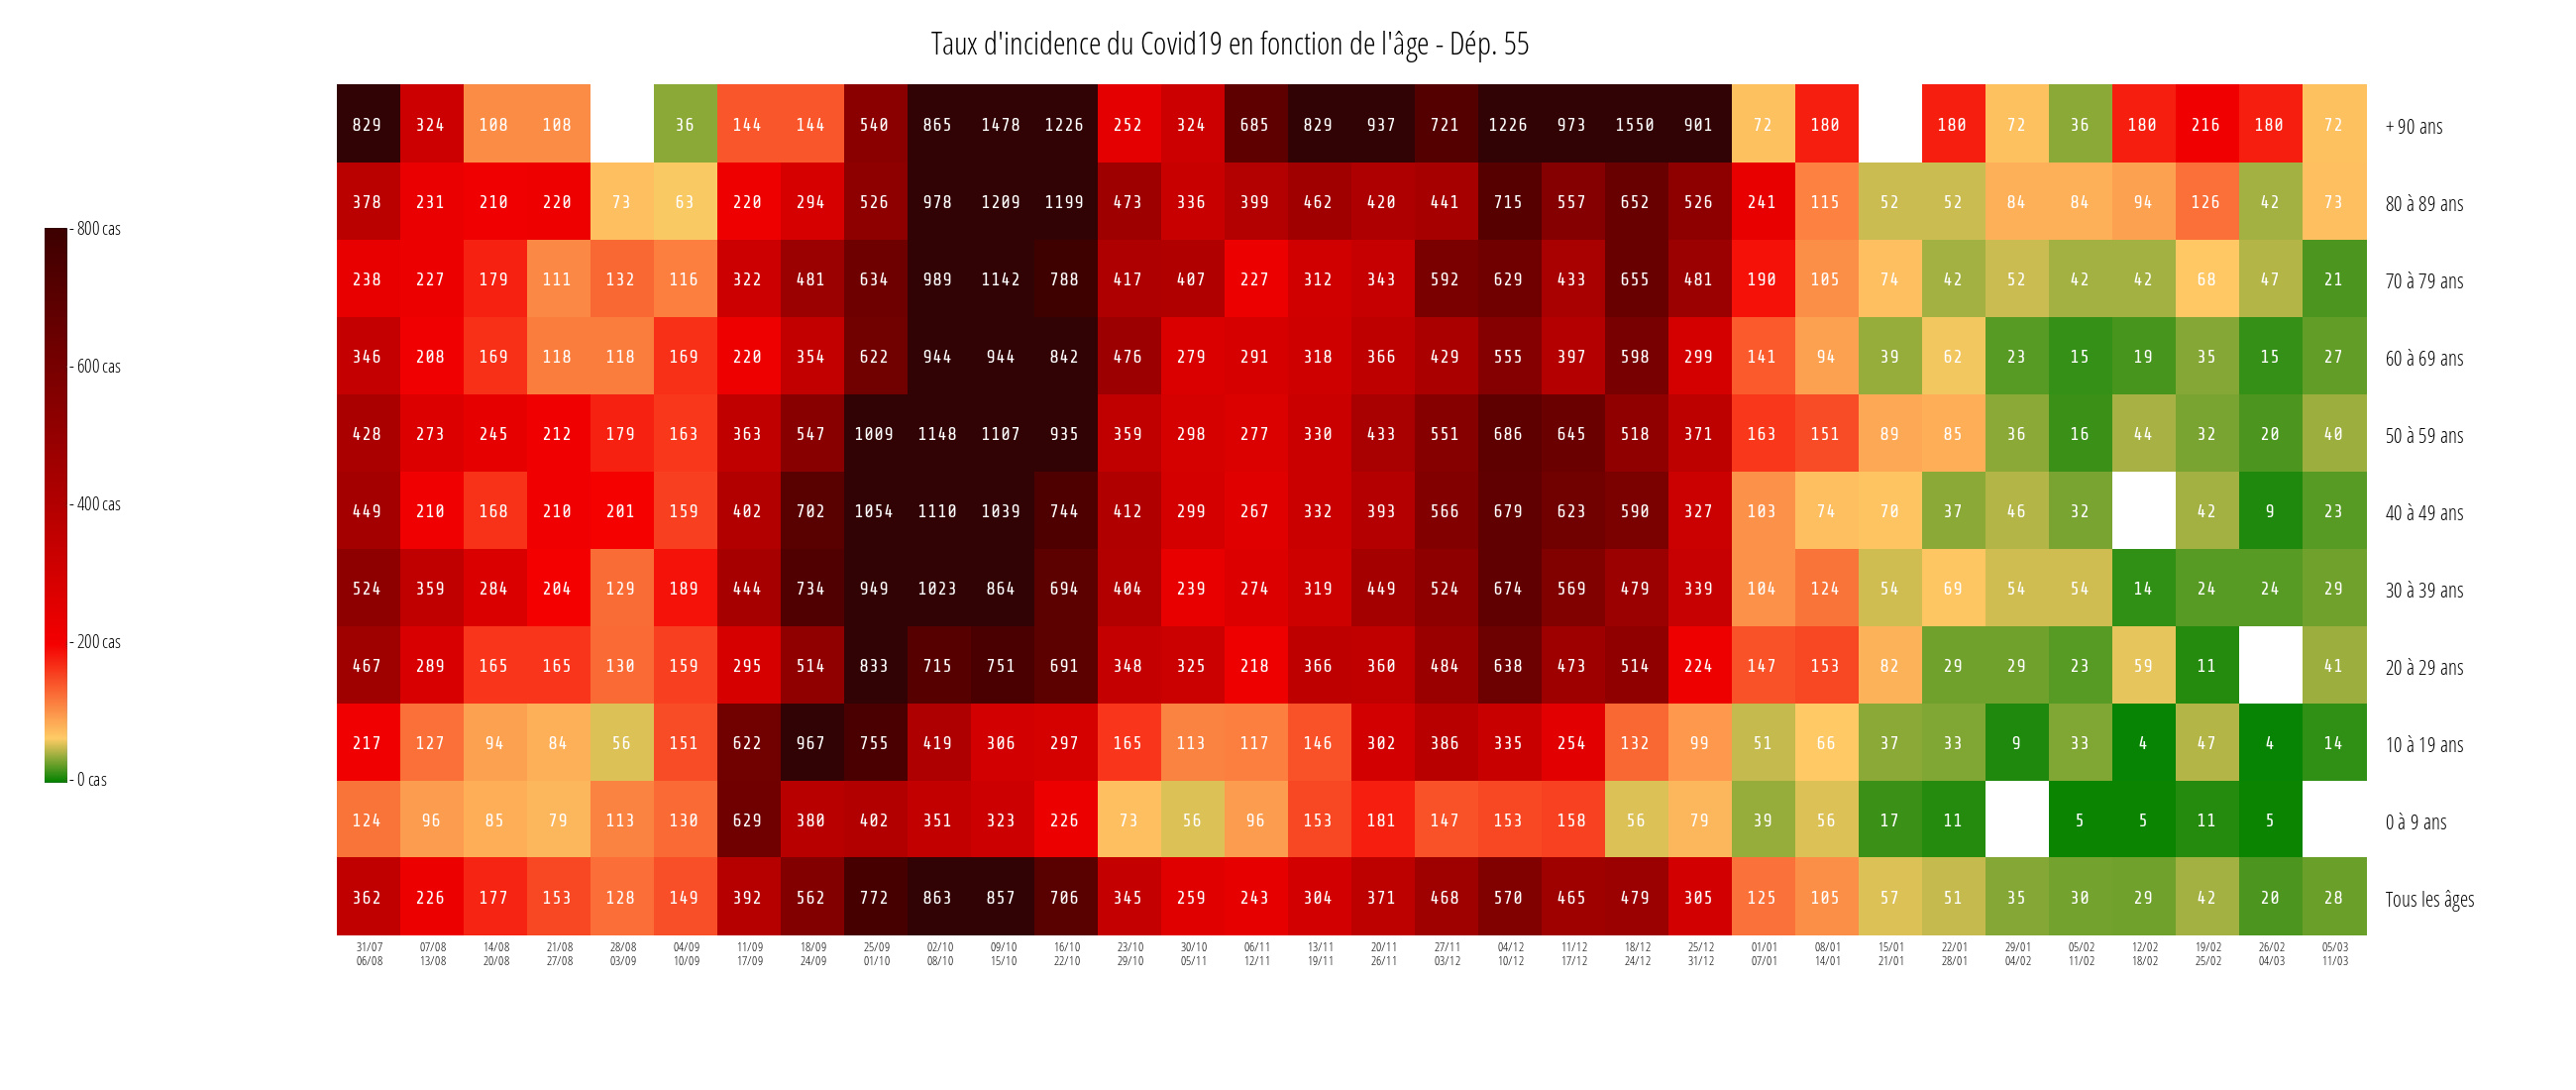 Taux d'incidence du Covid19 en fonction de l'âge - Dép. 55
829 324 108 108 36 144 144 540 865 1478 1226 252 324 685 829 937 721 1226 973 1550 901 72 180 180 72 36 180 216 180 72 + 90 ans
378 231 210 220 73 63 220 294 526 978 1209 1199 473 336 399 462 420 441 715 557 652 526 241 115 52 52 84 84 94 126 42 73 80 à 89 ans
238 227 179 111 132 116 322 481 634 989 1142 788 417 407 227 312 343 592 629 433 655 481 190 105 74 42 52 42 42 68 47 21 70 à 79 ans
346 208 169 118 118 169 220 354 622 944 944 842 476 279 291 318 366 429 555 397 598 299 141 94 39 62 23 15 19 35 15 27 60 à 69 ans
428 273 245 212 179 163 363 547 1009 1148 1107 935 359 298 277 330 433 551 686 645 518 371 163 151 89 85 36 16 44 32 20 40 50 à 59 ans
449 210 168 210 201 159 402 702 1054 1110 1039 744 412 299 267 332 393 566 679 623 590 327 103 74 70 37 46 32 42 9 23 40 à 49 ans
524 359 284 204 129 189 444 734 949 1023 864 694 404 239 274 319 449 524 674 569 479 339 104 124 54 69 54 54 14 24 24 29 30 à 39 ans
467 289 165 165 130 159 295 514 833 715 751 691 348 325 218 366 360 484 638 473 514 224 147 153 82 29 29 23 59 11 41 20 à 29 ans
217 127 94 84 56 151 622 967 755 419 306 297 165 113 117 146 302 386 335 254 132 99 51 66 37 33 9 33 4 47 4 14 10 à 19 ans
124 96 85 79 113 130 629 380 402 351 323 226 73 56 96 153 181 147 153 158 56 79 39 56 17 11 5 5 11 5 0 à 9 ans
362 226 177 153 128 149 392 562 772 863 857 706 345 259 243 304 371 468 570 465 479 305 125 105 57 51 35 30 29 42 20 28 Tous les âges
31/07 07/08 14/08 21/08 28/08 04/09 11/09 18/09 25/09 02/10 09/10 16/10 23/10 30/10 06/11 13/11 20/11 27/11 04/12 11/12 18/12 25/12 01/01 08/01 15/01 22/01 29/01 05/02 12/02 19/02 26/02 05/03
06/08 13/08 20/08 27/08 03/09 10/09 17/09 24/09 01/10 08/10 15/10 22/10 29/10 05/11 12/11 19/11 26/11 03/12 10/12 17/12 24/12 31/12 07/01 14/01 21/01 28/01 04/02 11/02 18/02 25/02 04/03 11/03
- 800 cas
- 600 cas
- 400 cas
- 200 cas
- 0 cas